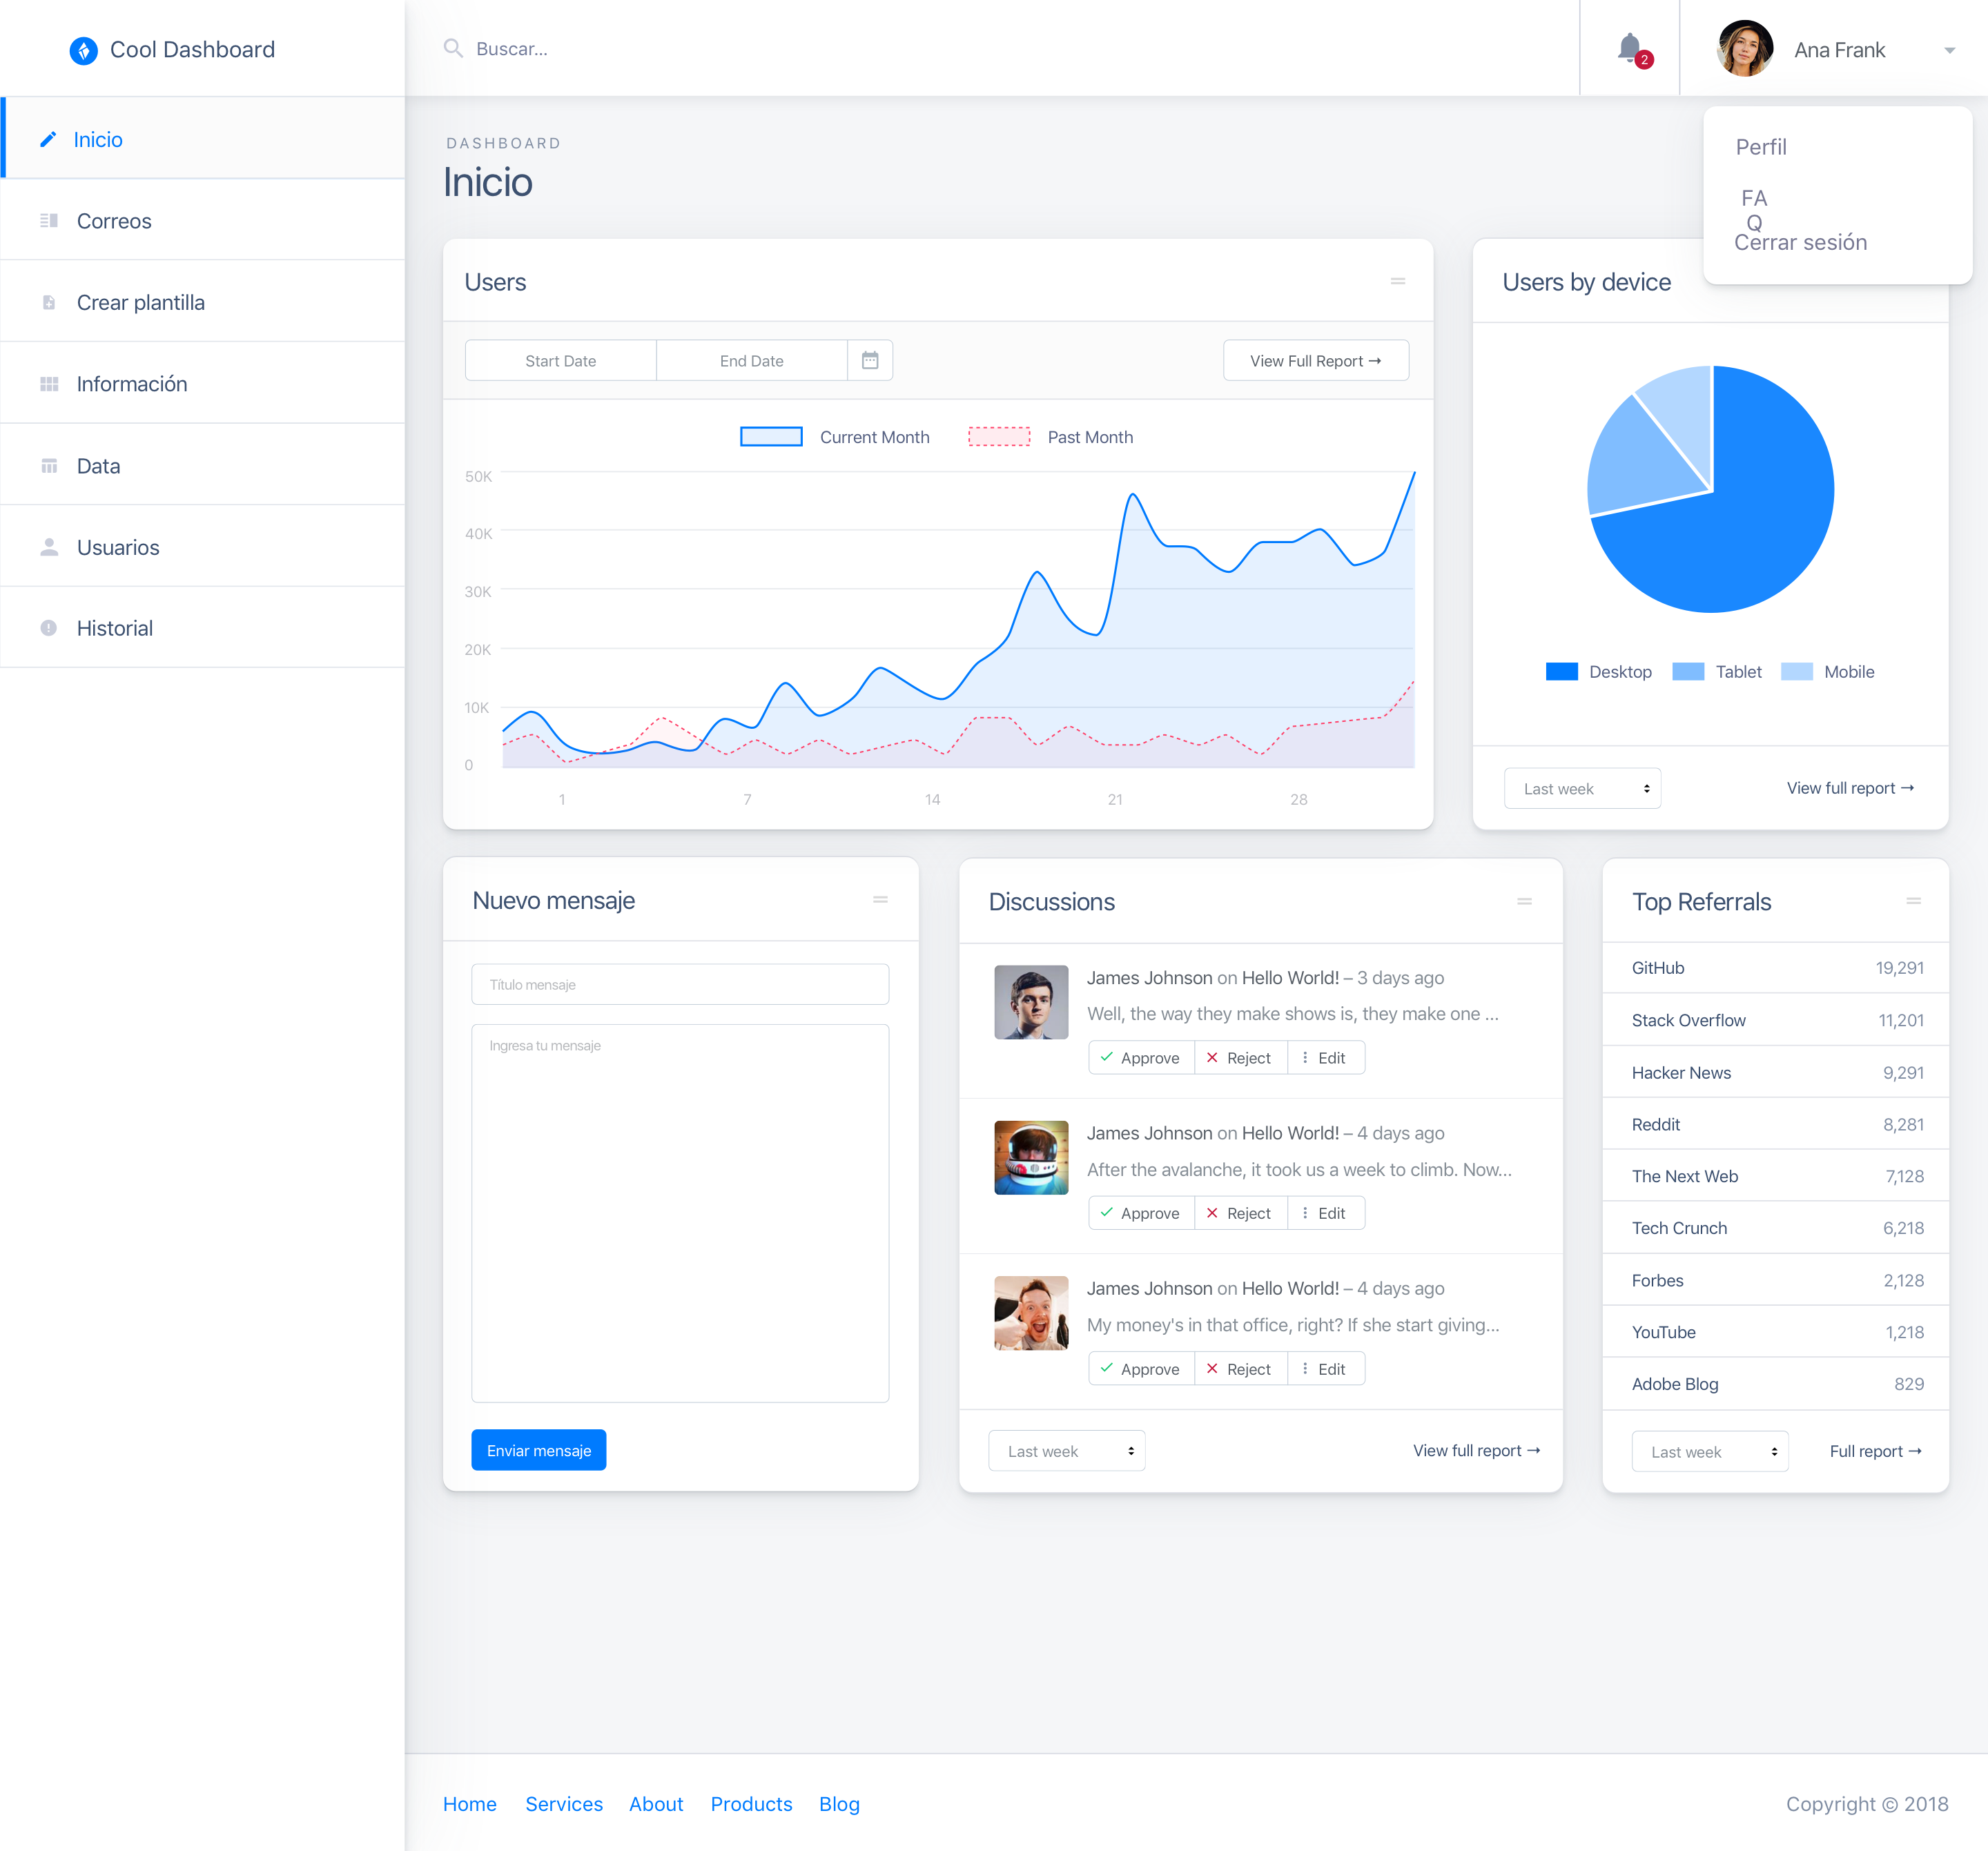 Cool Dashboard
Buscar...
2
Ana Frank
Inicio
Correos
Crear plantilla
Información
Data
Usuarios
Historial
Perfil
FA
Q
Cerrar sesión
DASHBOARD
Inicio
Users
Start Date
End Date
View Full Report →
Current Month
Past Month
50K
40K
30K
20K
10K
0
1
7
14
21
28
Users by device
Desktop
Tablet
Mobile
Last week
View full report →
Nuevo mensaje
Título mensaje
Ingresa tu mensaje
Enviar mensaje
Discussions
James Johnson on Hello World! – 3 days ago
Well, the way they make shows is, they make one ...
Approve
Reject
Edit
James Johnson on Hello World! – 4 days ago
After the avalanche, it took us a week to climb. Now...
Approve
Reject
Edit
James Johnson on Hello World! – 4 days ago
My money's in that office, right? If she start giving...
Approve
Reject
Edit
Last week
View full report →
Top Referrals
GitHub 19,291
Stack Overflow 11,201
Hacker News 9,291
Reddit 8,281
The Next Web 7,128
Tech Crunch 6,218
Forbes 2,128
YouTube 1,218
Adobe Blog 829
Last week
Full report →
Home
Services
About
Products
Blog
Copyright © 2018